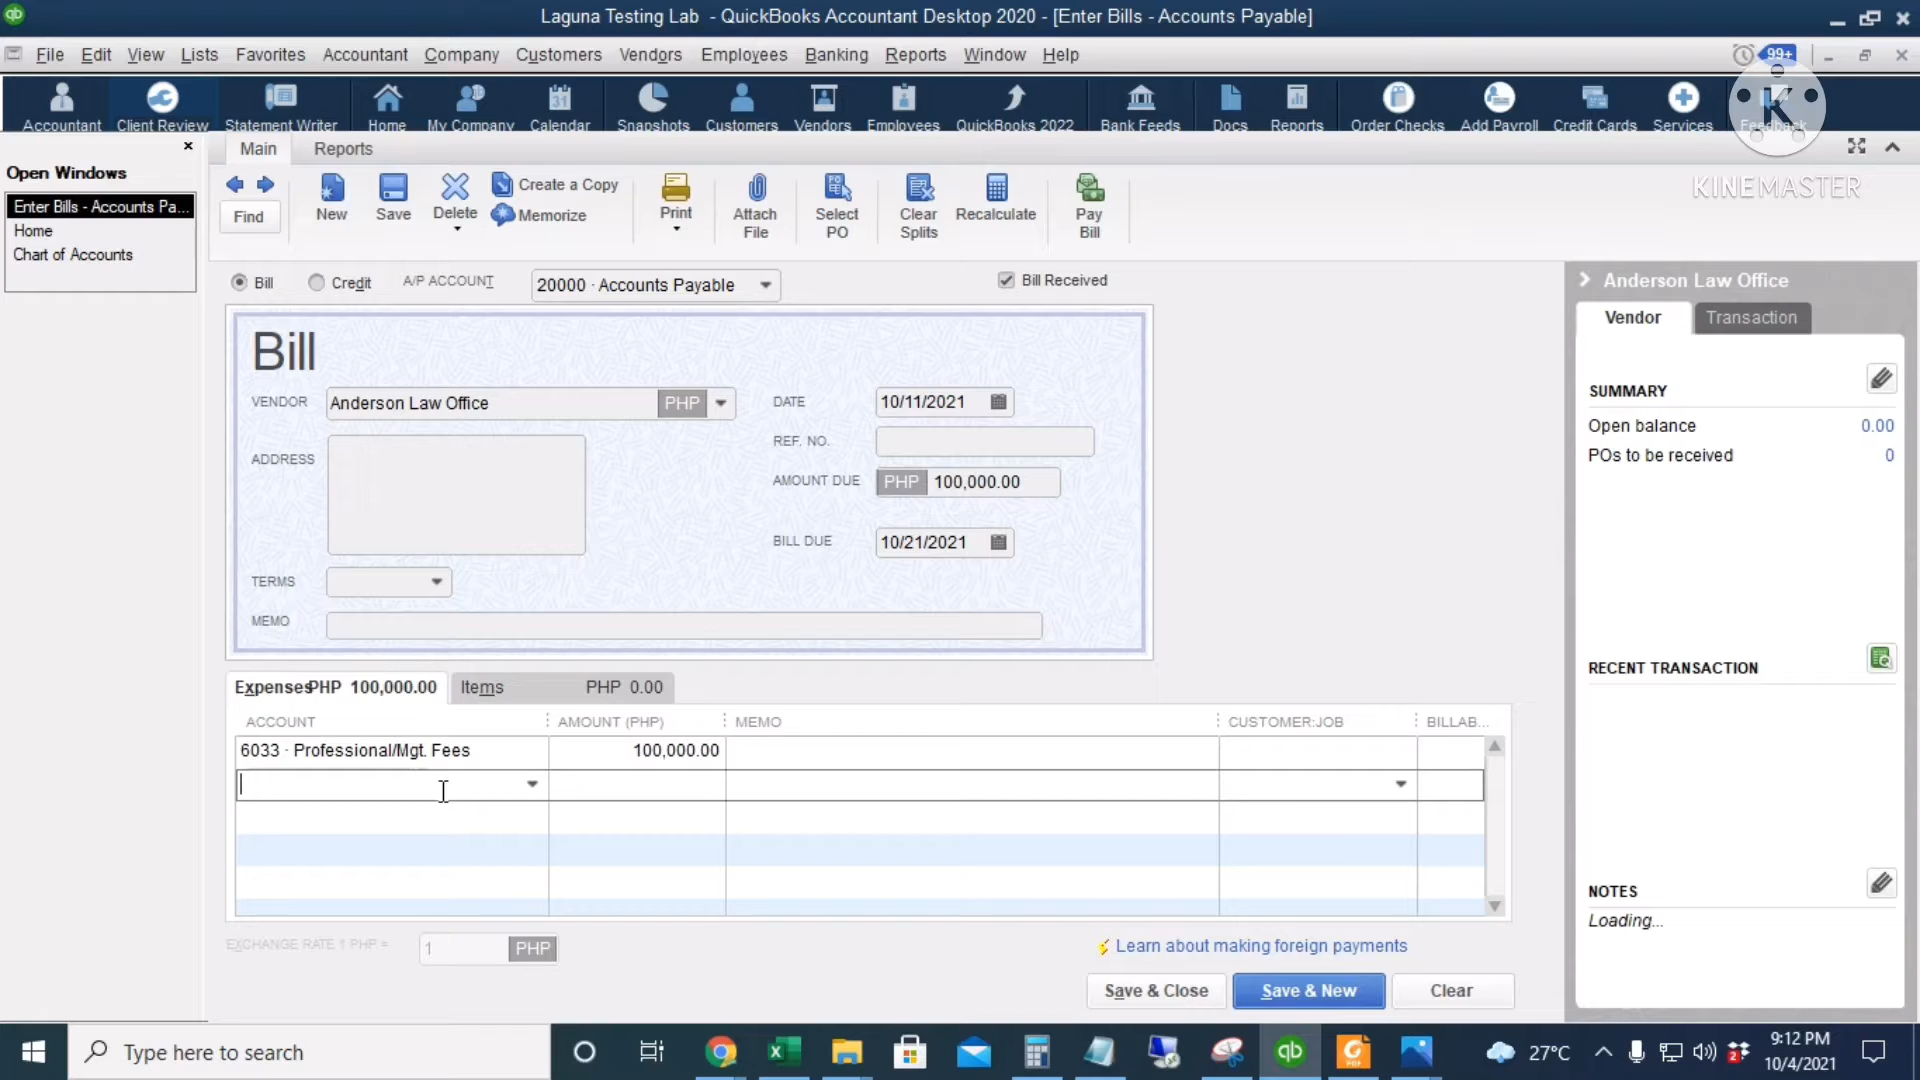 Laguna Testing Lab - QuickBooks Accountant Desktop 2020 - [Enter Bills - Accounts Payable]
File Edit View Lists Favorites Accountant Company Customers Vendors Employees Banking Reports Window Help
99+
Accountant Client Review Statement Writer Home My Company Calendar Snapshots Customers Vendors Employees QuickBooks 2022 Bank Feeds Docs Reports Order Checks Add Payroll Credit Cards Services Feedback
K
KINEMASTER
Open Windows
Enter Bills - Accounts Pa...
Home
Chart of Accounts
Main Reports
Find
New Save Delete Create a Copy
Memorize
Print Attach File Select PO Clear Splits Recalculate Pay Bill
Bill Credit A/P ACCOUNT 20000 · Accounts Payable Bill Received
Bill
VENDOR Anderson Law Office PHP DATE 10/11/2021
REF. NO.
ADDRESS
AMOUNT DUE PHP 100,000.00
BILL DUE 10/21/2021
TERMS
MEMO
Expenses PHP 100,000.00 Items PHP 0.00
ACCOUNT AMOUNT (PHP) MEMO CUSTOMER:JOB BILLAB...
6033 · Professional/Mgt. Fees 100,000.00
EXCHANGE RATE 1 PHP = 1 PHP
Learn about making foreign payments
Save & Close Save & New Clear
Anderson Law Office
Vendor Transaction
SUMMARY
Open balance 0.00
POs to be received 0
RECENT TRANSACTION
NOTES
Loading...
Type here to search
27°C
9:12 PM
10/4/2021